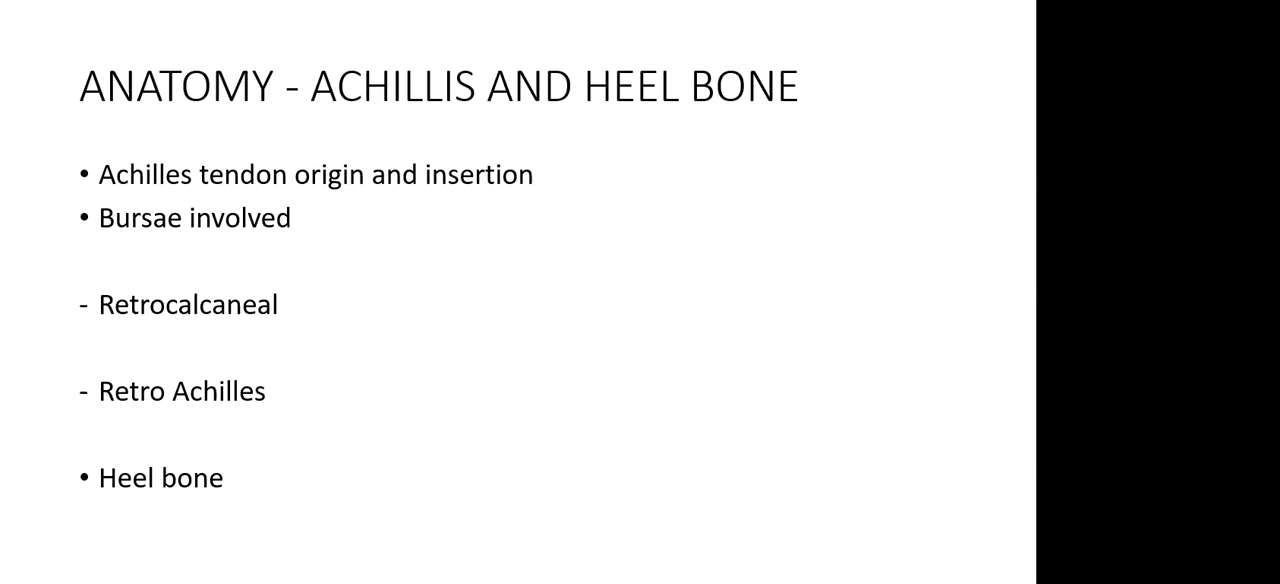 ANATOMY - ACHILLIS AND HEEL BONE
• Achilles tendon origin and insertion
• Bursae involved
- Retrocalcaneal
- Retro Achilles
• Heel bone